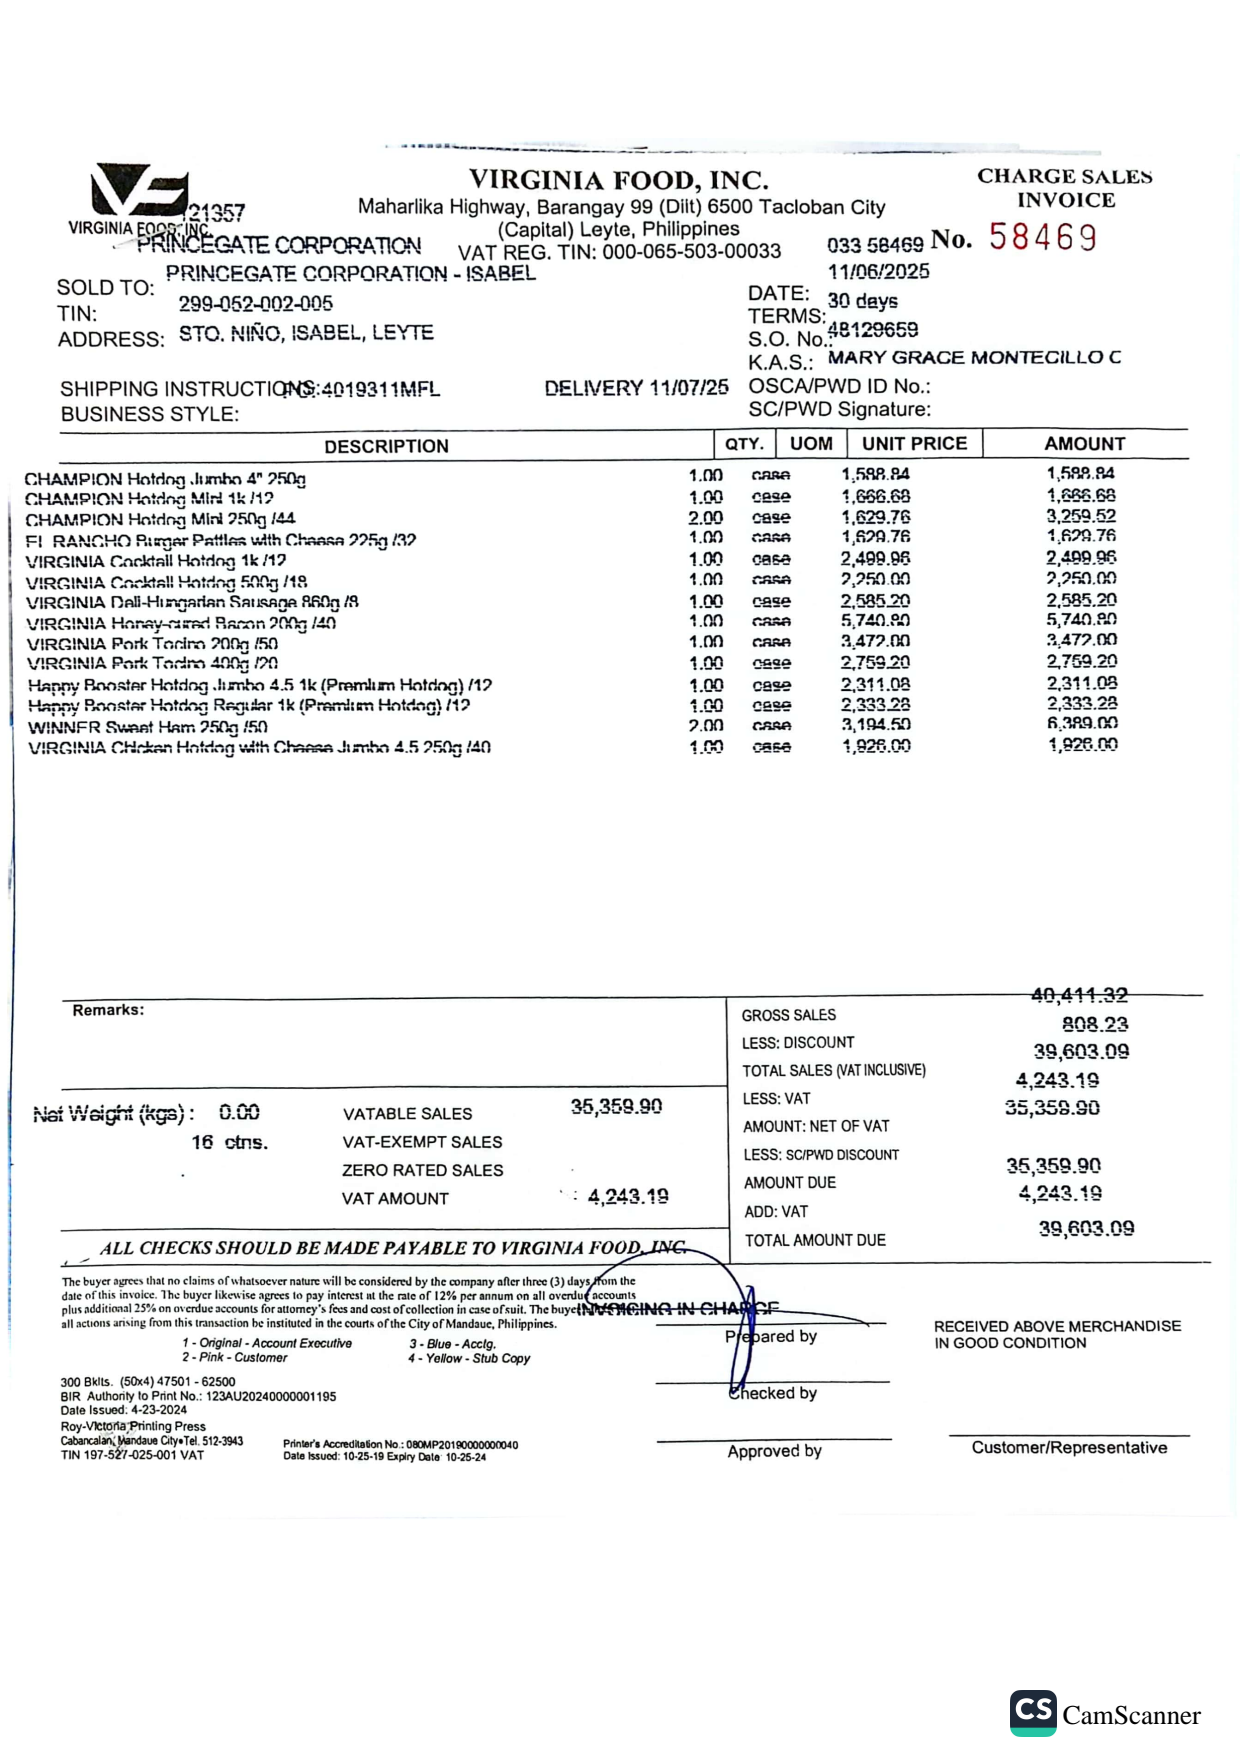 VIRGINIA FOOD, INC.
CHARGE SALES
INVOICE
Maharlika Highway, Barangay 99 (Diit) 6500 Tacloban City
(Capital) Leyte, Philippines
VAT REG. TIN: 000-065-503-00033
VIRGINIA FOOD, INC.
21357
PRINCEGATE CORPORATION
033 58469 No. 58469
SOLD TO: PRINCEGATE CORPORATION - ISABEL
11/06/2025
TIN: 299-052-002-005
DATE:
TERMS: 30 days
ADDRESS: STO. NIÑO, ISABEL, LEYTE
S.O. No.: 48129659
K.A.S.: MARY GRACE MONTECILLO C
SHIPPING INSTRUCTIONS:4019311MFL DELIVERY 11/07/25 OSCA/PWD ID No.:
BUSINESS STYLE: SC/PWD Signature:
DESCRIPTION QTY. UOM UNIT PRICE AMOUNT
CHAMPION Hotdog Jumbo 4" 250g 1.00 case 1,588.84 1,588.84
CHAMPION Hotdog Mini 1k /12 1.00 case 1,666.68 1,666.68
CHAMPION Hotdog Mini 250g /44 2.00 case 1,629.76 3,259.52
EL RANCHO Burger Patties with Cheese 225g /32 1.00 case 1,629.76 1,629.76
VIRGINIA Cocktail Hotdog 1k /12 1.00 case 2,499.96 2,499.96
VIRGINIA Cocktail Hotdog 500g /18 1.00 case 2,250.00 2,250.00
VIRGINIA Deli-Hungarian Sausage 860g /8 1.00 case 2,585.20 2,585.20
VIRGINIA Honey-cured Bacon 200g /40 1.00 case 5,740.80 5,740.80
VIRGINIA Pork Tocino 200g /50 1.00 case 3,472.00 3,472.00
VIRGINIA Pork Tocino 400g /20 1.00 case 2,759.20 2,759.20
Happy Booster Hotdog Jumbo 4.5 1k (Premium Hotdog) /12 1.00 case 2,311.08 2,311.08
Happy Booster Hotdog Regular 1k (Premium Hotdog) /12 1.00 case 2,333.28 2,333.28
WINNER Sweet Ham 250g /50 2.00 case 3,194.50 6,389.00
VIRGINIA Chicken Hotdog with Cheese Jumbo 4.5 250g /40 1.00 case 1,926.00 1,926.00
Remarks:
GROSS SALES 40,411.32
LESS: DISCOUNT 808.23
TOTAL SALES (VAT INCLUSIVE) 39,603.09
LESS: VAT 4,243.19
AMOUNT: NET OF VAT 35,359.90
LESS: SC/PWD DISCOUNT
AMOUNT DUE 35,359.90
ADD: VAT 4,243.19
TOTAL AMOUNT DUE 39,603.09
Net Weight (kgs) : 0.00 VATABLE SALES 35,359.90
16 ctns. VAT-EXEMPT SALES
ZERO RATED SALES
VAT AMOUNT : 4,243.19
ALL CHECKS SHOULD BE MADE PAYABLE TO VIRGINIA FOOD, INC.
The buyer agrees that no claims of whatsoever nature will be considered by the company after three (3) days from the
date of this invoice. The buyer likewise agrees to pay interest at the rate of 12% per annum on all overdue accounts
plus additional 25% on overdue accounts for attorney's fees and cost of collection in case of suit. The buyer
all actions arising from this transaction be instituted in the courts of the City of Mandaue, Philippines.
INVOICING IN CHARGE
Prepared by
Checked by
Approved by
RECEIVED ABOVE MERCHANDISE
IN GOOD CONDITION
Customer/Representative
1 - Original - Account Executive 3 - Blue - Acctg.
2 - Pink - Customer 4 - Yellow - Stub Copy
300 Bklts. (50x4) 47501 - 62500
BIR Authority to Print No.: 123AU20240000001195
Date Issued: 4-23-2024
Roy-Victoria Printing Press
Cabancalan, Mandaue City•Tel. 512-3943
TIN 197-527-025-001 VAT
Printer's Accreditation No.: 080MP20190000000040
Date Issued: 10-25-19 Expiry Date 10-25-24
CS CamScanner